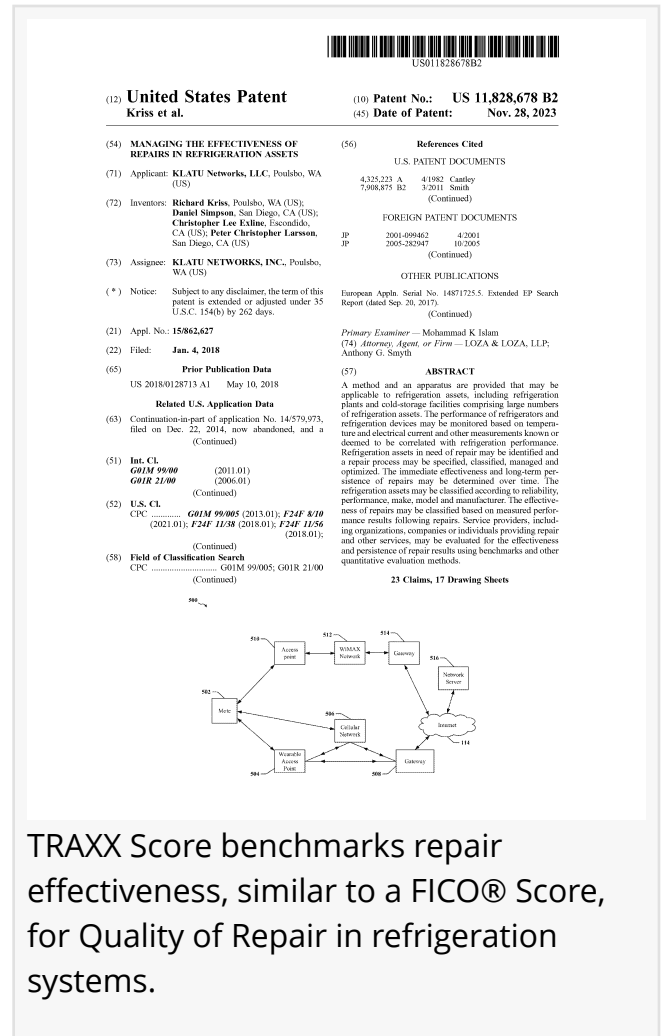 US011828678B2
(12) United States Patent
Kriss et al.
(10) Patent No.: US 11,828,678 B2
(45) Date of Patent: Nov. 28, 2023
(54) MANAGING THE EFFECTIVENESS OF
REPAIRS IN REFRIGERATION ASSETS
(71) Applicant: KLATU Networks, LLC, Poulsbo, WA
(US)
(72) Inventors: Richard Kriss, Poulsbo, WA (US);
Daniel Simpson, San Diego, CA (US);
Christopher Lee Exline, Escondido,
CA (US); Peter Christopher Larsson,
San Diego, CA (US)
(73) Assignee: KLATU NETWORKS, INC., Poulsbo,
WA (US)
( * ) Notice: Subject to any disclaimer, the term of this
patent is extended or adjusted under 35
U.S.C. 154(b) by 262 days.
(21) Appl. No.: 15/862,627
(22) Filed: Jan. 4, 2018
(65) Prior Publication Data
US 2018/0128713 A1 May 10, 2018
Related U.S. Application Data
(63) Continuation-in-part of application No. 14/579,973,
filed on Dec. 22, 2014, now abandoned, and a
(Continued)
(51) Int. Cl.
G01M 99/00 (2011.01)
G01R 21/00 (2006.01)
(Continued)
(52) U.S. Cl.
CPC ............ G01M 99/005 (2013.01); F24F 8/10
(2021.01); F24F 11/38 (2018.01); F24F 11/56
(2018.01);
(Continued)
(58) Field of Classification Search
CPC ........................... G01M 99/005; G01R 21/00
(Continued)
(56) References Cited
U.S. PATENT DOCUMENTS
4,325,223 A 4/1982 Cantley
7,908,875 B2 3/2011 Smith
(Continued)
FOREIGN PATENT DOCUMENTS
JP 2001-099462 4/2001
JP 2005-282947 10/2005
(Continued)
OTHER PUBLICATIONS
European Appln. Serial No. 14871725.5. Extended EP Search
Report (dated Sep. 20, 2017).
(Continued)
Primary Examiner — Mohammad K Islam
(74) Attorney, Agent, or Firm — LOZA & LOZA, LLP;
Anthony G. Smyth
(57) ABSTRACT
A method and an apparatus are provided that may be
applicable to refrigeration assets, including refrigeration
plants and cold-storage facilities comprising large numbers
of refrigeration assets. The performance of refrigerators and
refrigeration devices may be monitored based on tempera-
ture and electrical current and other measurements known or
deemed to be correlated with refrigeration performance.
Refrigeration assets in need of repair may be identified and
a repair process may be specified, classified, managed and
optimized. The immediate effectiveness and long-term per-
sistence of repairs may be determined over time. The
refrigeration assets may be classified according to reliability,
performance, make, model and manufacturer. The effective-
ness of repairs may be classified based on measured perfor-
mance results following repairs. Service providers, includ-
ing organizations, companies or individuals providing repair
and other services, may be evaluated for the effectiveness
and persistence of repair results using benchmarks and other
quantitative evaluation methods.
23 Claims, 17 Drawing Sheets
500
510
Access
point
512
WiMAX
Network
514
Gateway
516
Network
Server
502
Mote
506
Cellular
Network
Internet
114
504
Wearable
Access
Point
508
Gateway
TRAXX Score benchmarks repair
effectiveness, similar to a FICO® Score,
for Quality of Repair in refrigeration
systems.